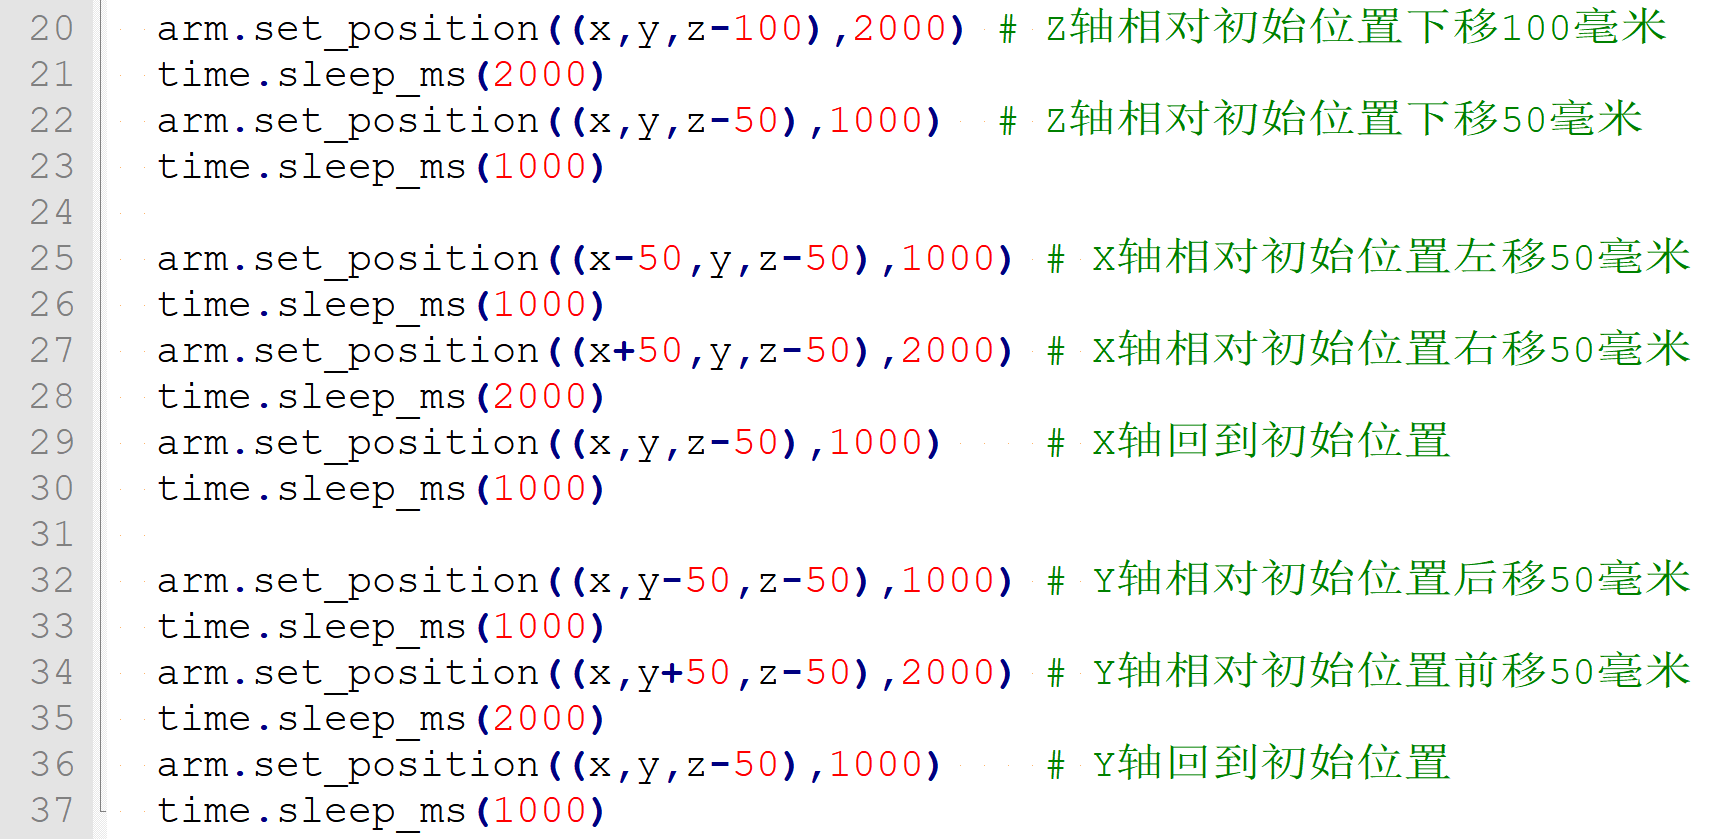 20 arm.set_position((x,y,z-100),2000) # Z轴相对初始位置下移100毫米
21 time.sleep_ms(2000)
22 arm.set_position((x,y,z-50),1000) # Z轴相对初始位置下移50毫米
23 time.sleep_ms(1000)
24
25 arm.set_position((x-50,y,z-50),1000) # X轴相对初始位置左移50毫米
26 time.sleep_ms(1000)
27 arm.set_position((x+50,y,z-50),2000) # X轴相对初始位置右移50毫米
28 time.sleep_ms(2000)
29 arm.set_position((x,y,z-50),1000) # X轴回到初始位置
30 time.sleep_ms(1000)
31
32 arm.set_position((x,y-50,z-50),1000) # Y轴相对初始位置后移50毫米
33 time.sleep_ms(1000)
34 arm.set_position((x,y+50,z-50),2000) # Y轴相对初始位置前移50毫米
35 time.sleep_ms(2000)
36 arm.set_position((x,y,z-50),1000) # Y轴回到初始位置
37 time.sleep_ms(1000)